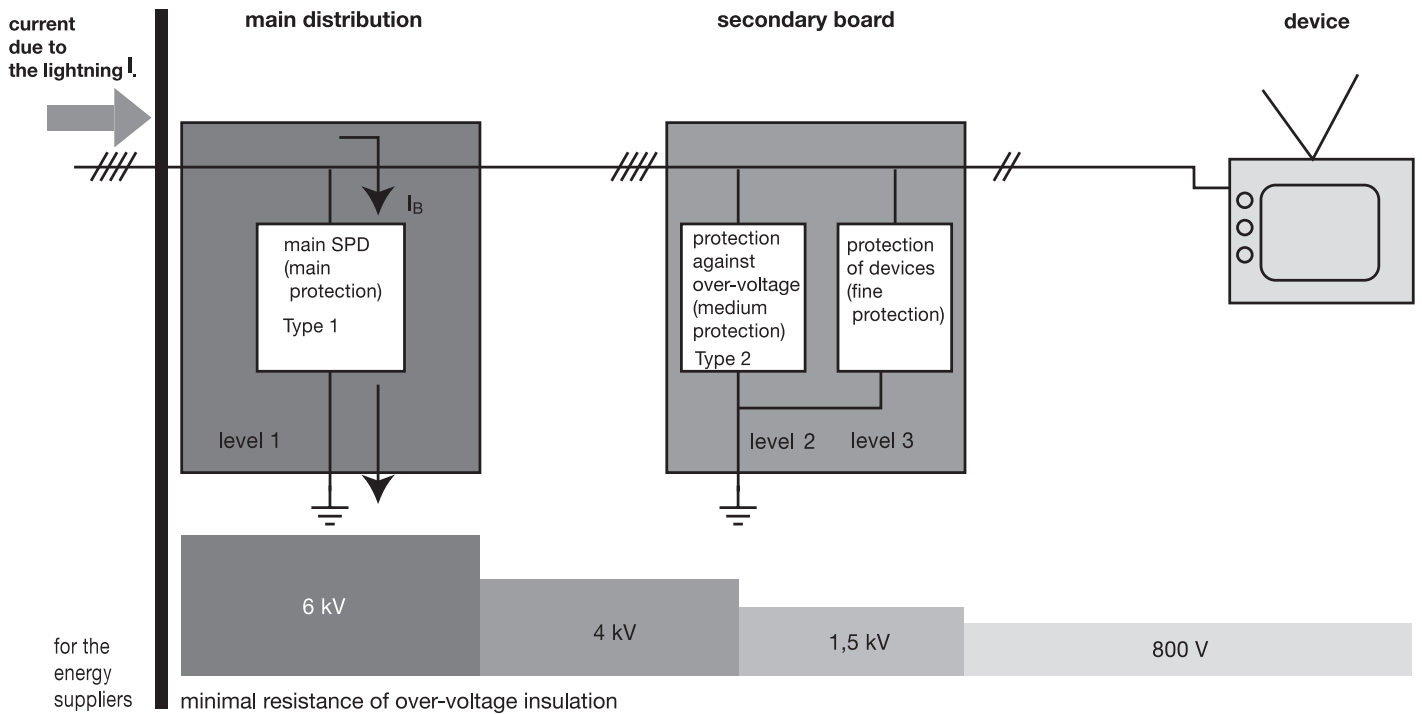 current
due to
the lightning I.
main distribution
secondary board
device
IB
main SPD
(main
protection)
Type 1
level 1
protection
against
over-voltage
(medium
protection)
Type 2
protection
of devices
(fine
protection)
level 2
level 3
6 kV
4 kV
1,5 kV
800 V
for the
energy
suppliers
minimal resistance of over-voltage insulation